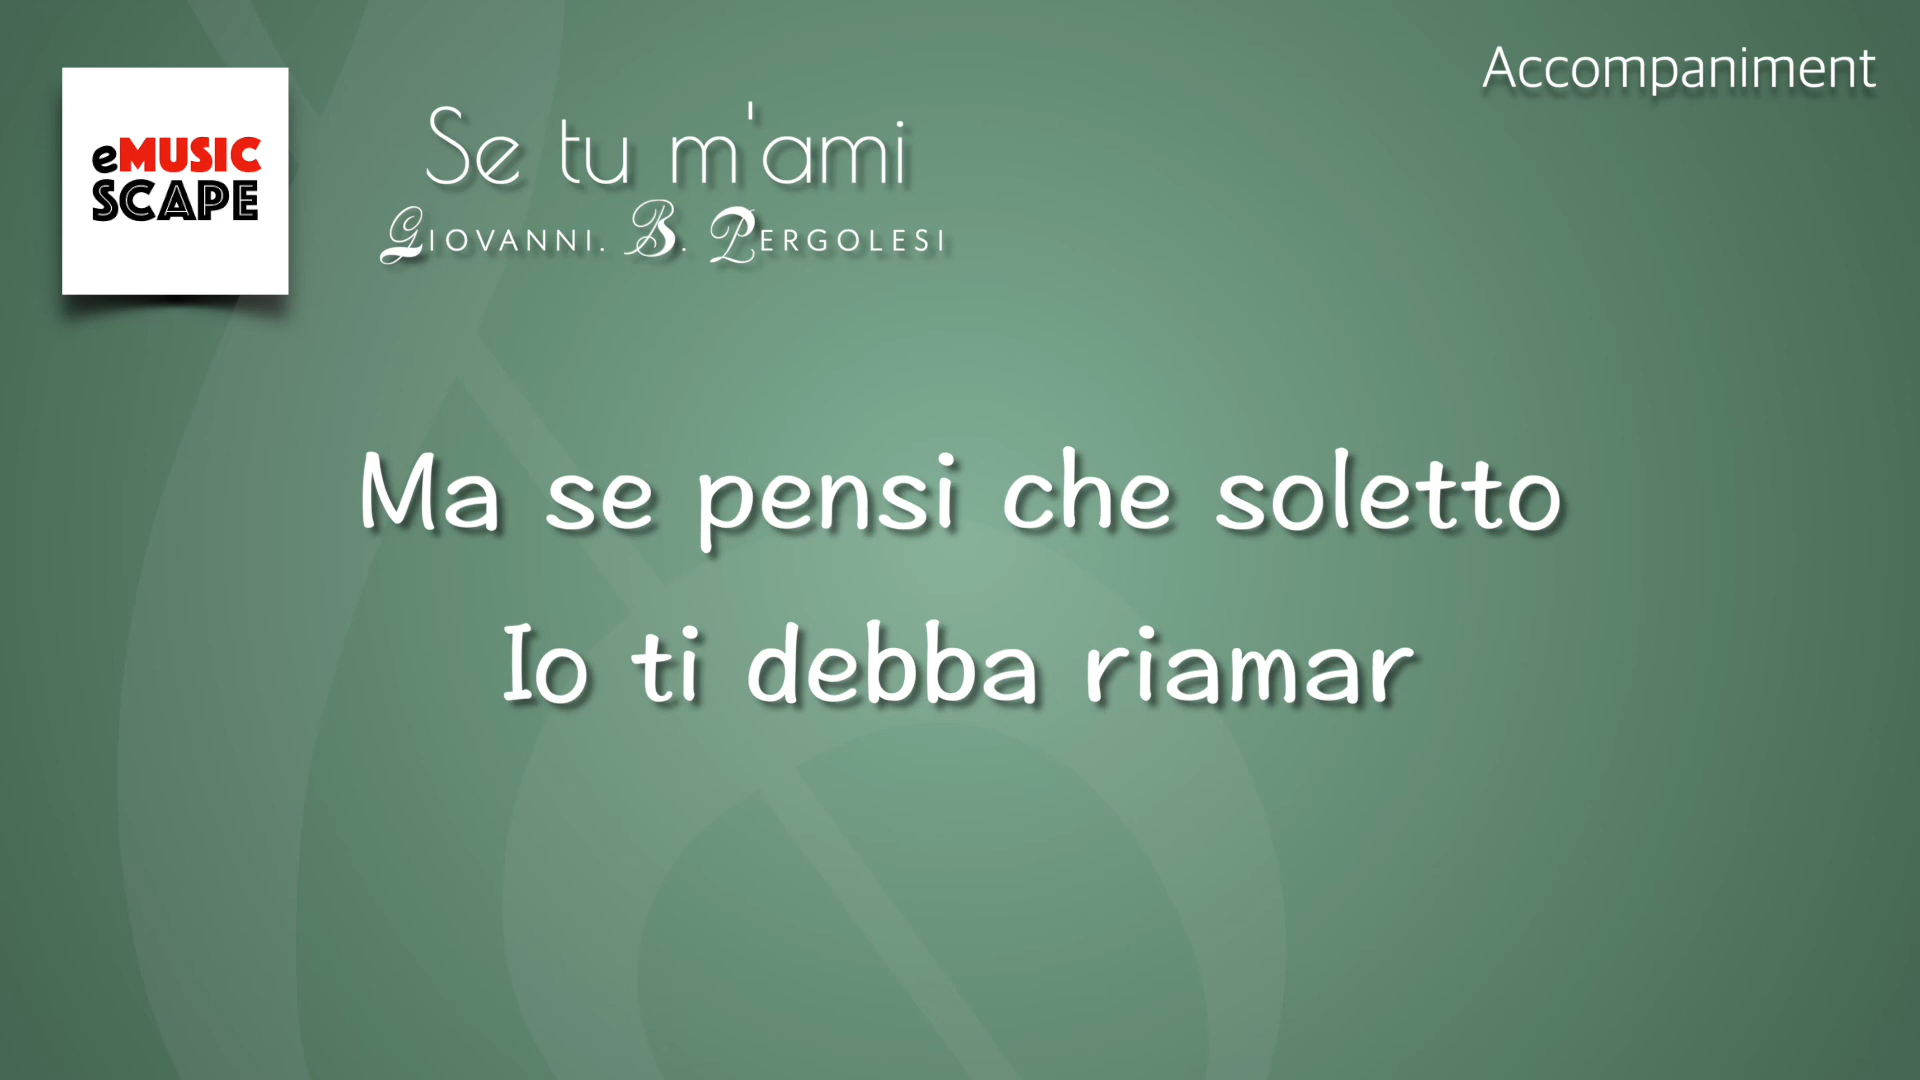 Accompaniment
eMUSIC
SCAPE
Se tu m'ami
GIOVANNI. B. PERGOLESI
Ma se pensi che soletto
Io ti debba riamar